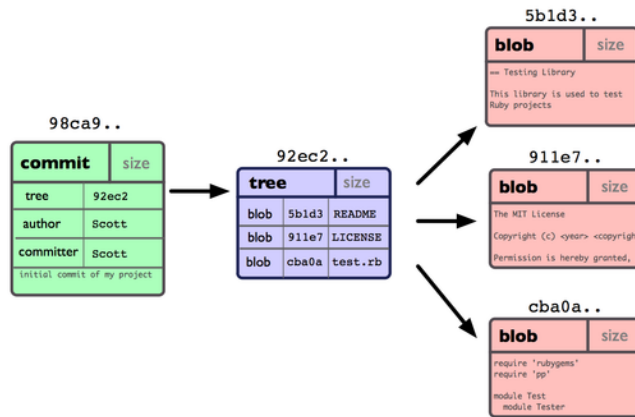 98ca9..
commit size
tree 92ec2
author Scott
committer Scott
initial commit of my project
92ec2..
tree size
blob 5b1d3 README
blob 911e7 LICENSE
blob cba0a test.rb
5b1d3..
blob size
== Testing Library
This library is used to test
Ruby projects
911e7..
blob size
The MIT License
Copyright (c) <year> <copyrigh
Permission is hereby granted,
cba0a..
blob size
require 'rubygems'
require 'pp'
module Test
module Tester